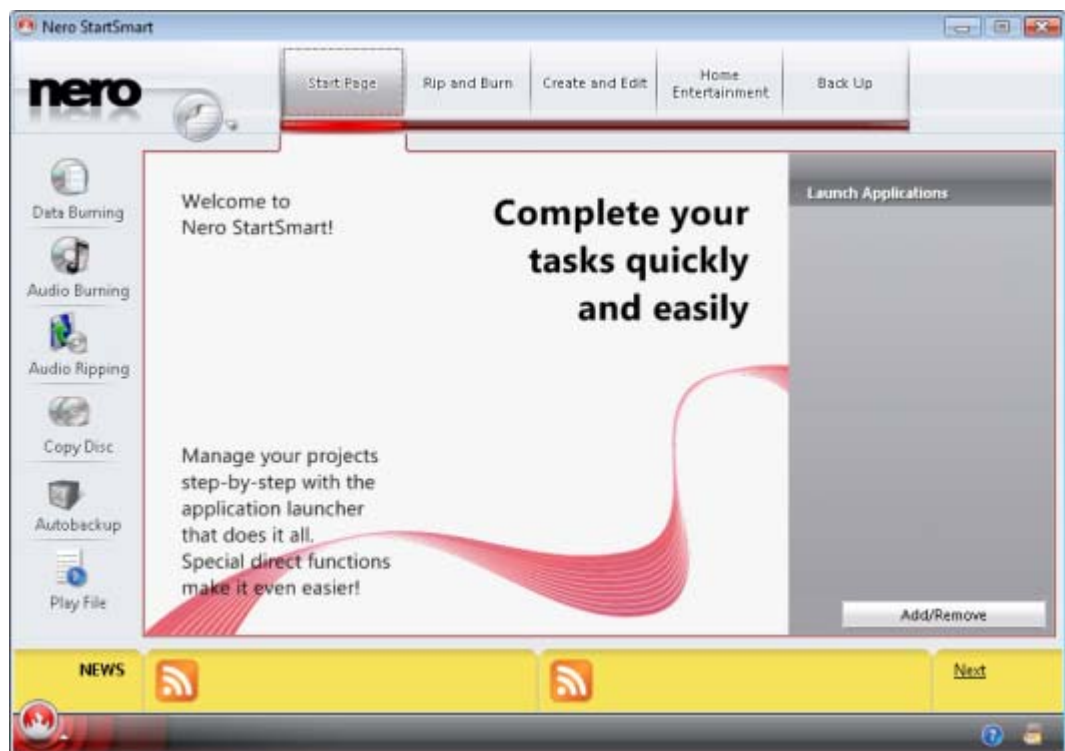 Nero StartSmart
nero
Start Page
Rip and Burn
Create and Edit
Home
Entertainment
Back Up
Data Burning
Audio Burning
Audio Ripping
Copy Disc
Autobackup
Play File
Welcome to
Nero StartSmart!
Complete your
tasks quickly
and easily
Manage your projects
step-by-step with the
application launcher
that does it all.
Special direct functions
make it even easier!
Launch Applications
Add/Remove
NEWS
Next